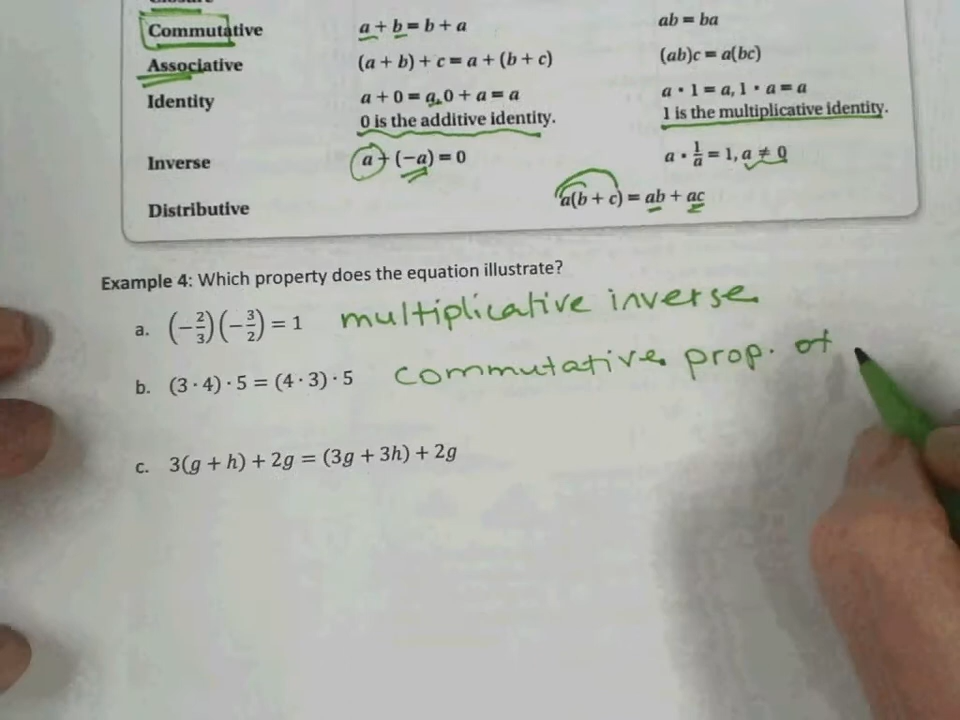 Commutative a + b = b + a ab = ba
Associative (a + b) + c = a + (b + c) (ab)c = a(bc)
Identity a + 0 = a, 0 + a = a a · 1 = a, 1 · a = a
0 is the additive identity. 1 is the multiplicative identity.
Inverse a + (−a) = 0 a · 1/a = 1, a ≠ 0
Distributive a(b + c) = ab + ac
Example 4: Which property does the equation illustrate?
a. (−2/3)(−3/2) = 1 multiplicative inverse
b. (3 · 4) · 5 = (4 · 3) · 5 commutative prop. of
c. 3(g + h) + 2g = (3g + 3h) + 2g